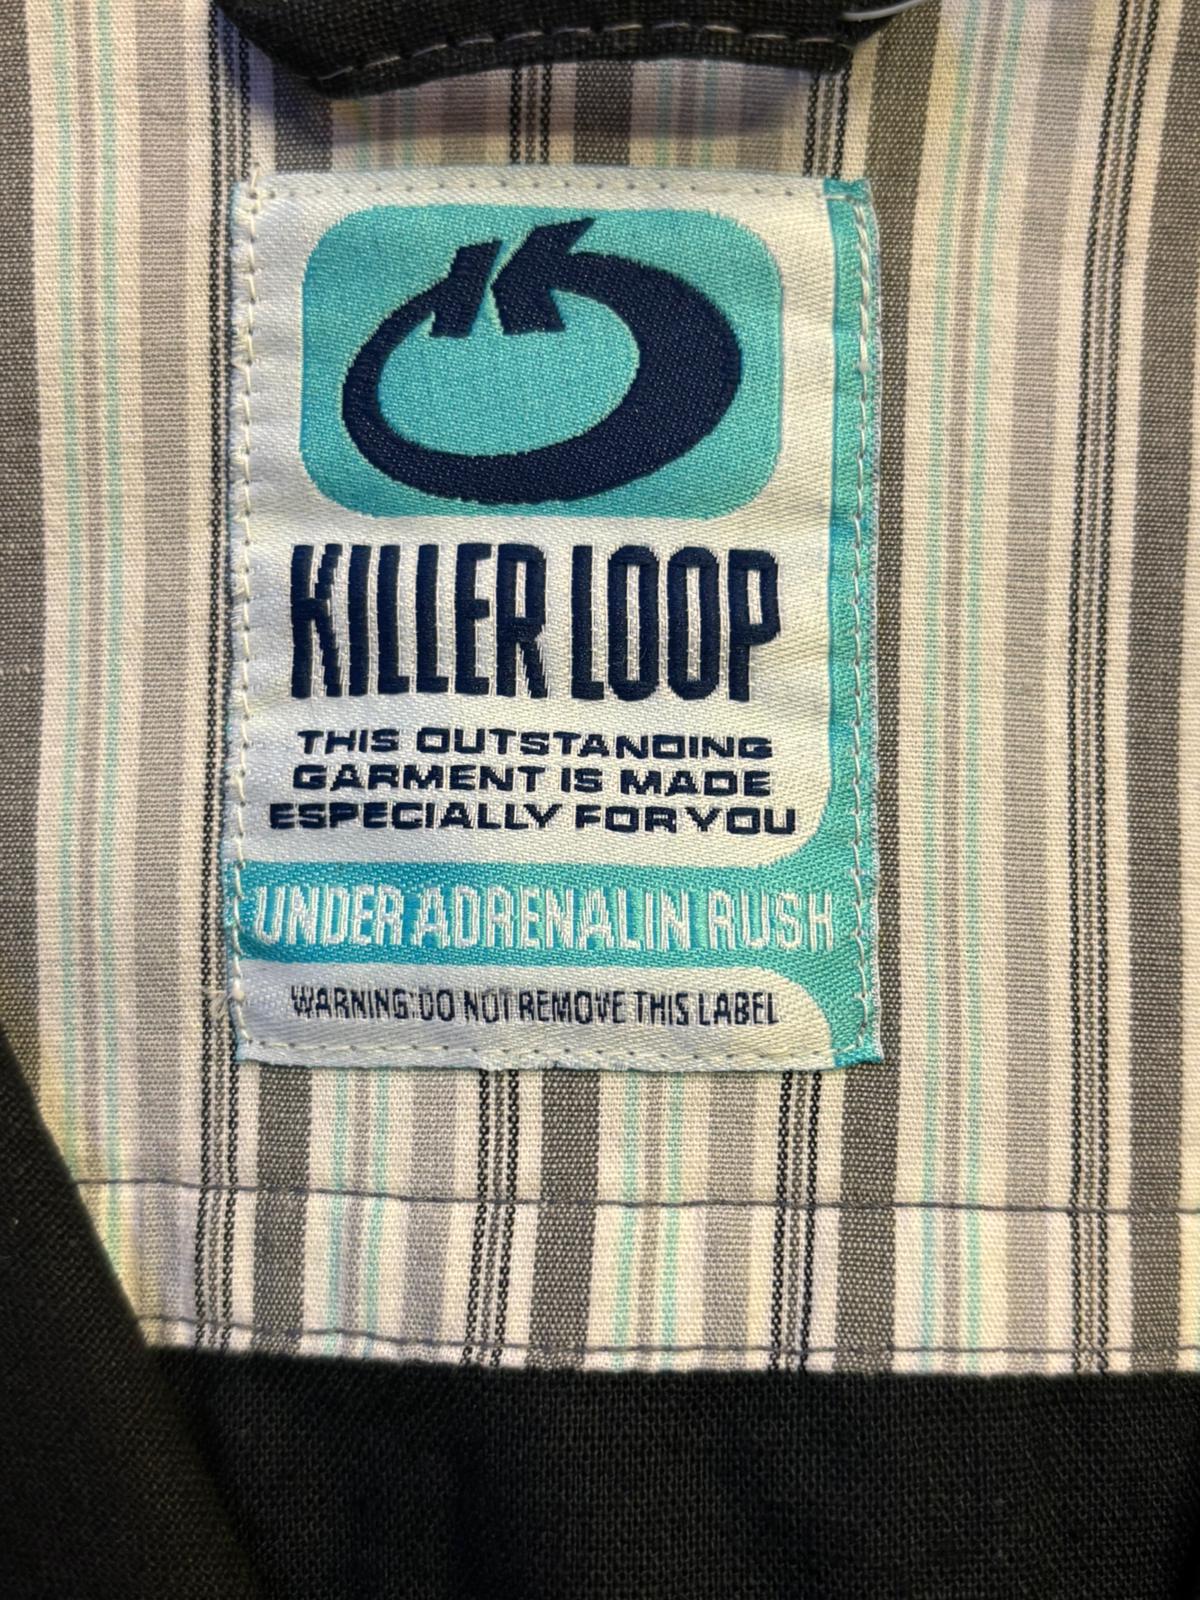 KILLER LOOP
THIS OUTSTANDING
GARMENT IS MADE
ESPECIALLY FOR YOU
UNDER ADRENALIN RUSH
WARNING: DO NOT REMOVE THIS LABEL